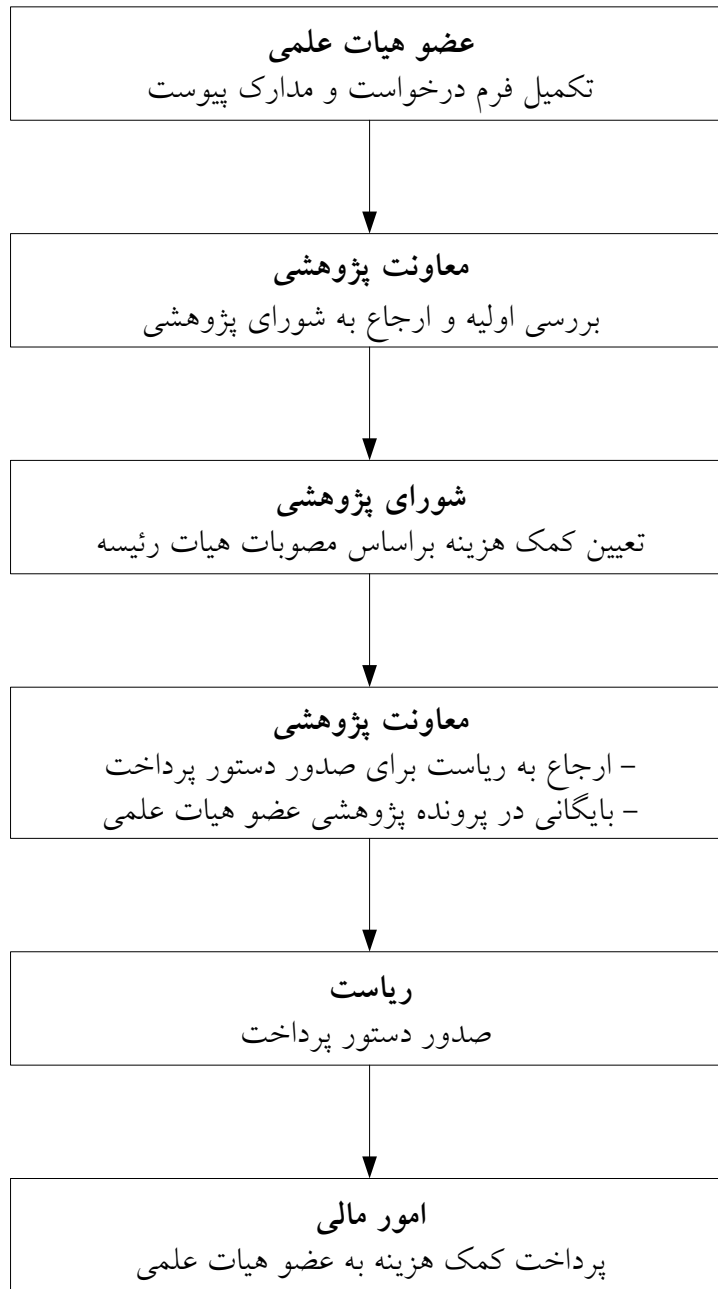 عضو هیات علمی
تکمیل فرم درخواست و مدارک پیوست
معاونت پژوهشی
بررسی اولیه و ارجاع به شورای پژوهشی
شورای پژوهشی
تعیین کمک هزینه براساس مصوبات هیات رئیسه
معاونت پژوهشی
- ارجاع به ریاست برای صدور دستور پرداخت
- بایگانی در پرونده پژوهشی عضو هیات علمی
ریاست
صدور دستور پرداخت
امور مالی
پرداخت کمک هزینه به عضو هیات علمی